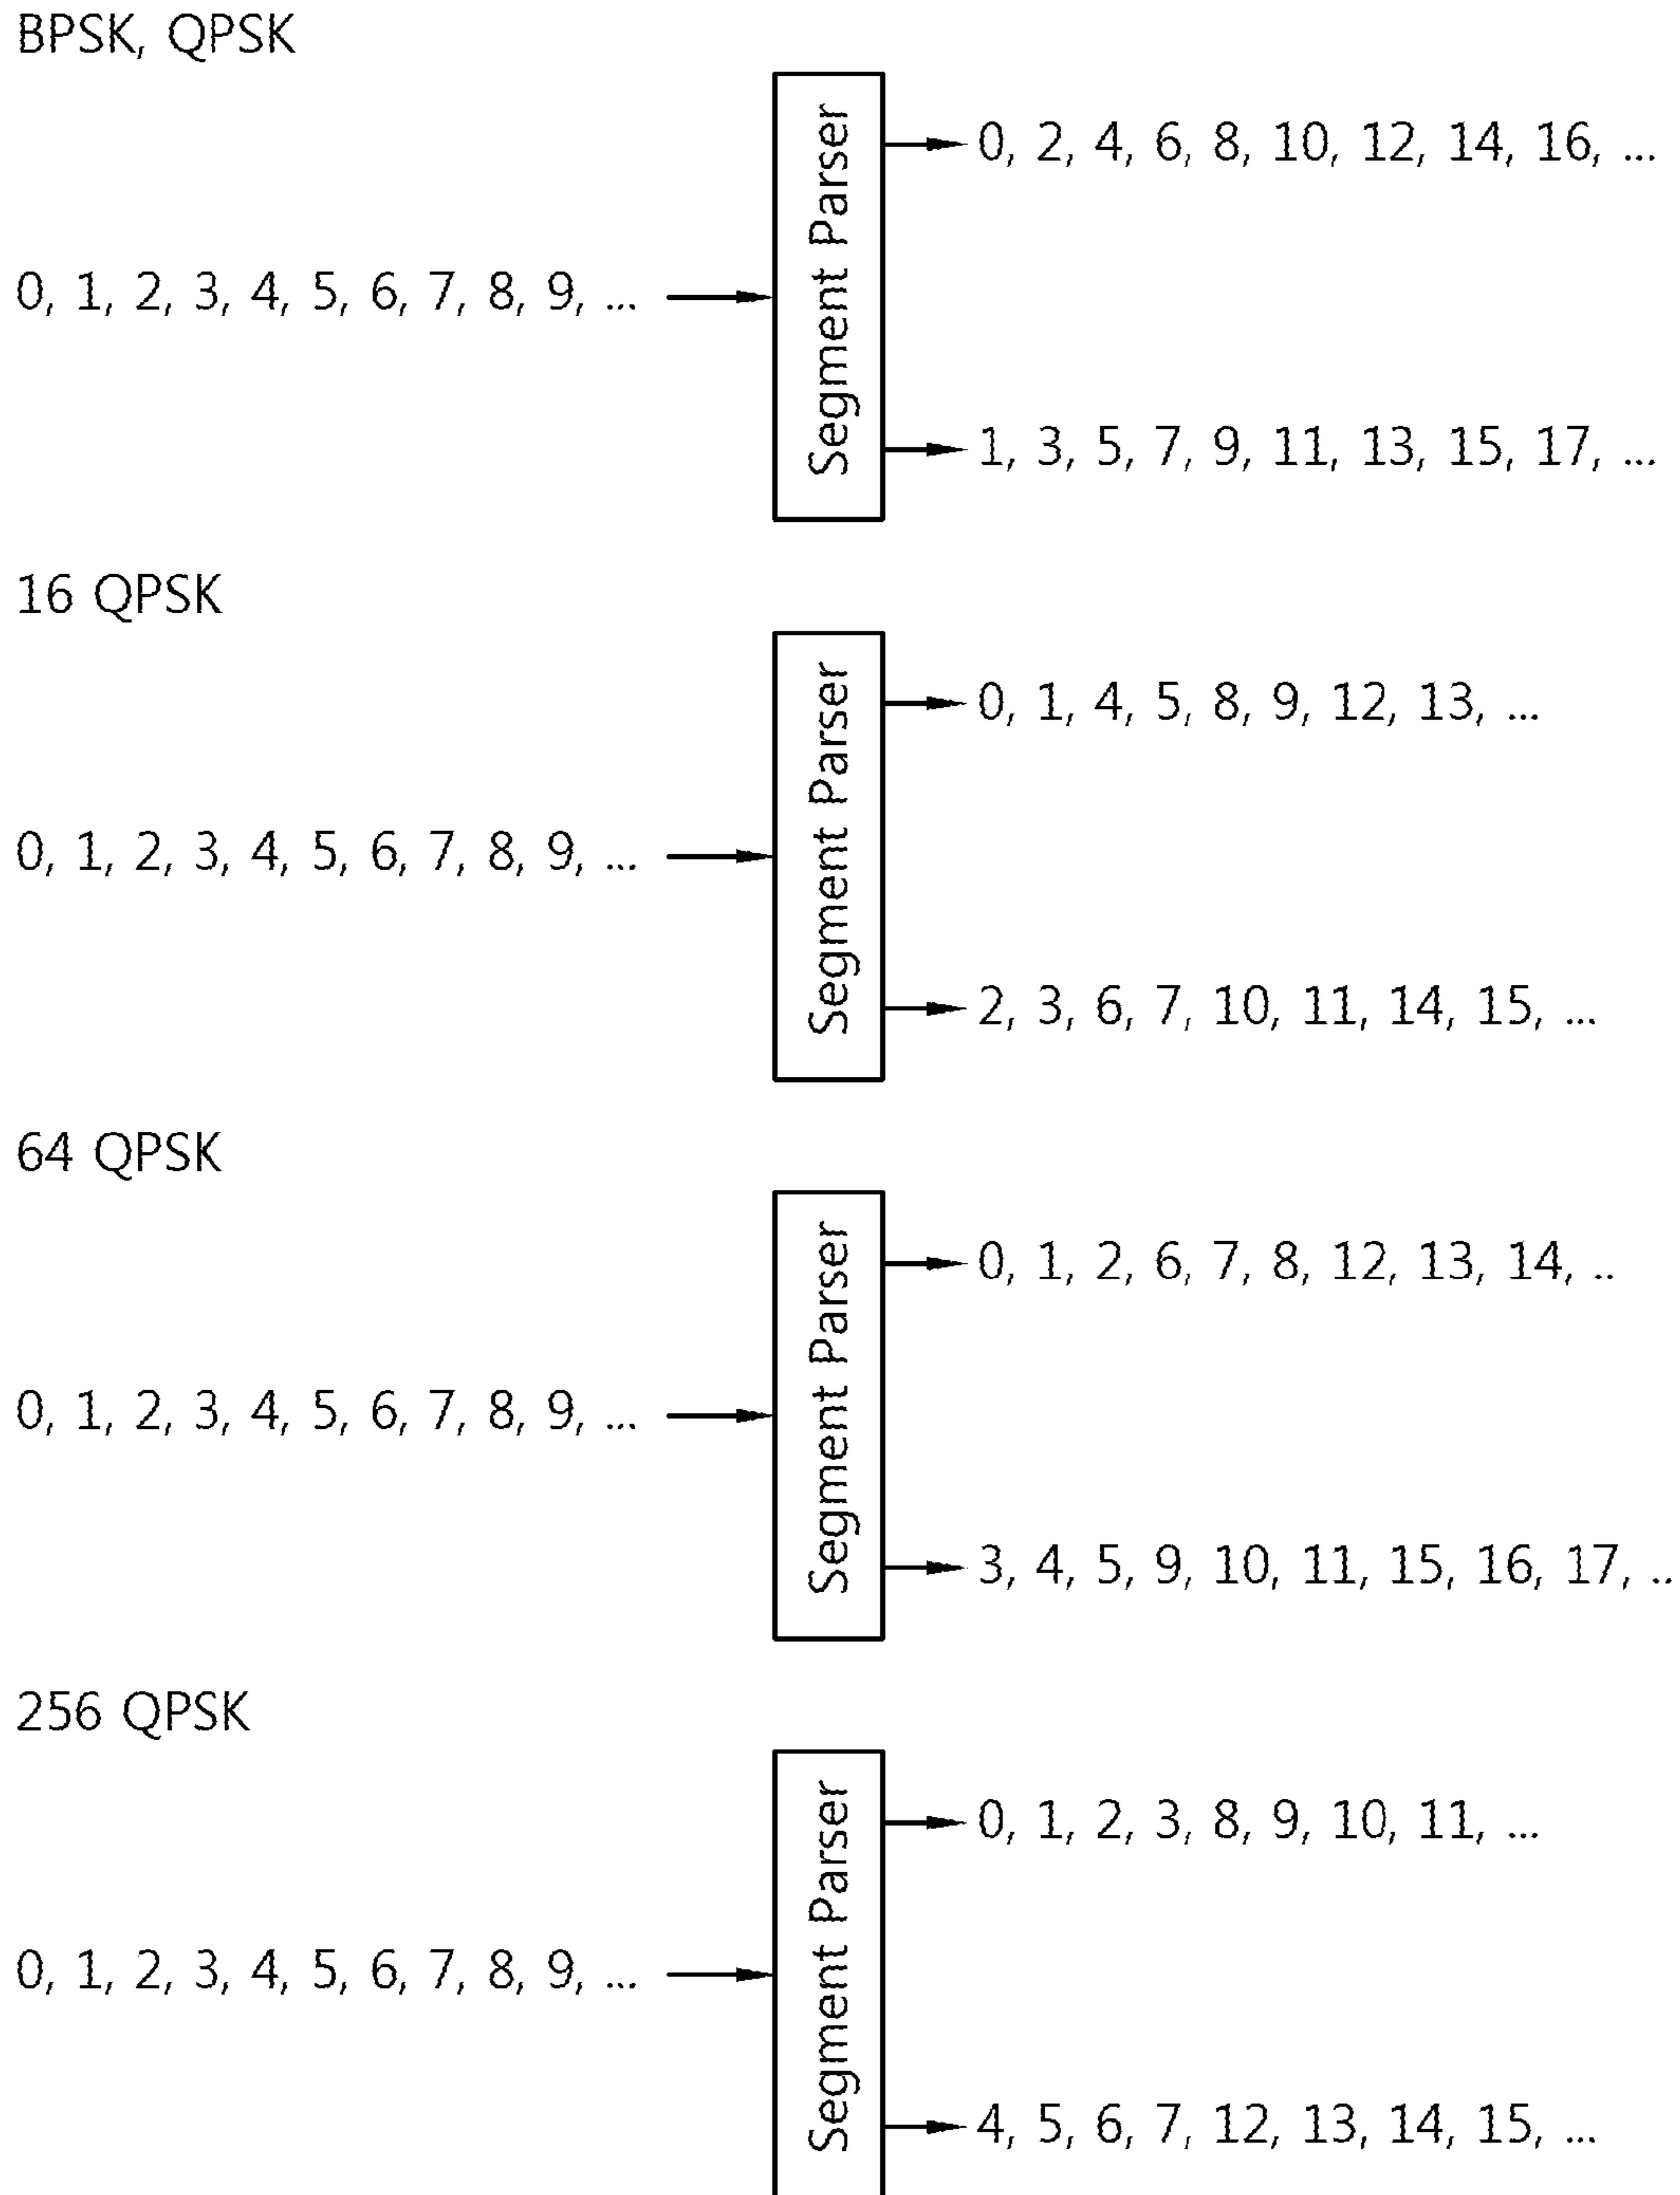 BPSK, QPSK
0, 1, 2, 3, 4, 5, 6, 7, 8, 9, ...
Segment Parser
0, 2, 4, 6, 8, 10, 12, 14, 16, ...
1, 3, 5, 7, 9, 11, 13, 15, 17, ...
16 QPSK
0, 1, 2, 3, 4, 5, 6, 7, 8, 9, ...
Segment Parser
0, 1, 4, 5, 8, 9, 12, 13, ...
2, 3, 6, 7, 10, 11, 14, 15, ...
64 QPSK
0, 1, 2, 3, 4, 5, 6, 7, 8, 9, ...
Segment Parser
0, 1, 2, 6, 7, 8, 12, 13, 14, ..
3, 4, 5, 9, 10, 11, 15, 16, 17, ..
256 QPSK
0, 1, 2, 3, 4, 5, 6, 7, 8, 9, ...
Segment Parser
0, 1, 2, 3, 8, 9, 10, 11, ...
4, 5, 6, 7, 12, 13, 14, 15, ...